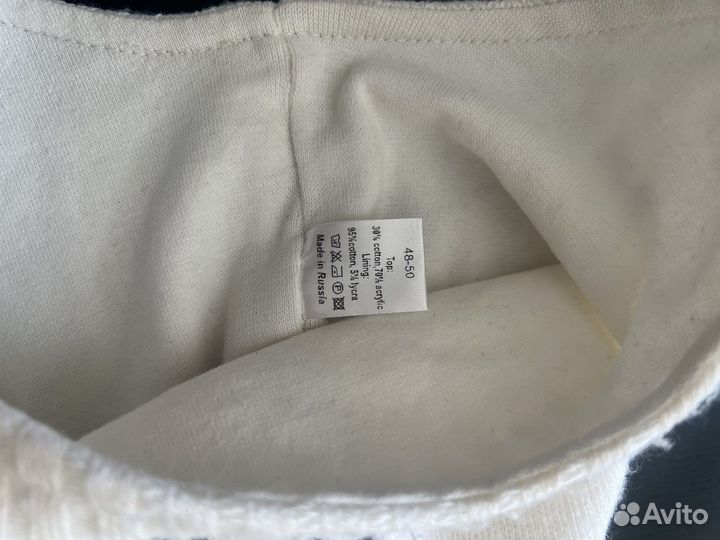 48-50
Top:
30% cotton,70% acrylic
Lining:
95%cotton, 5% lycra
Made in Russia
Avito